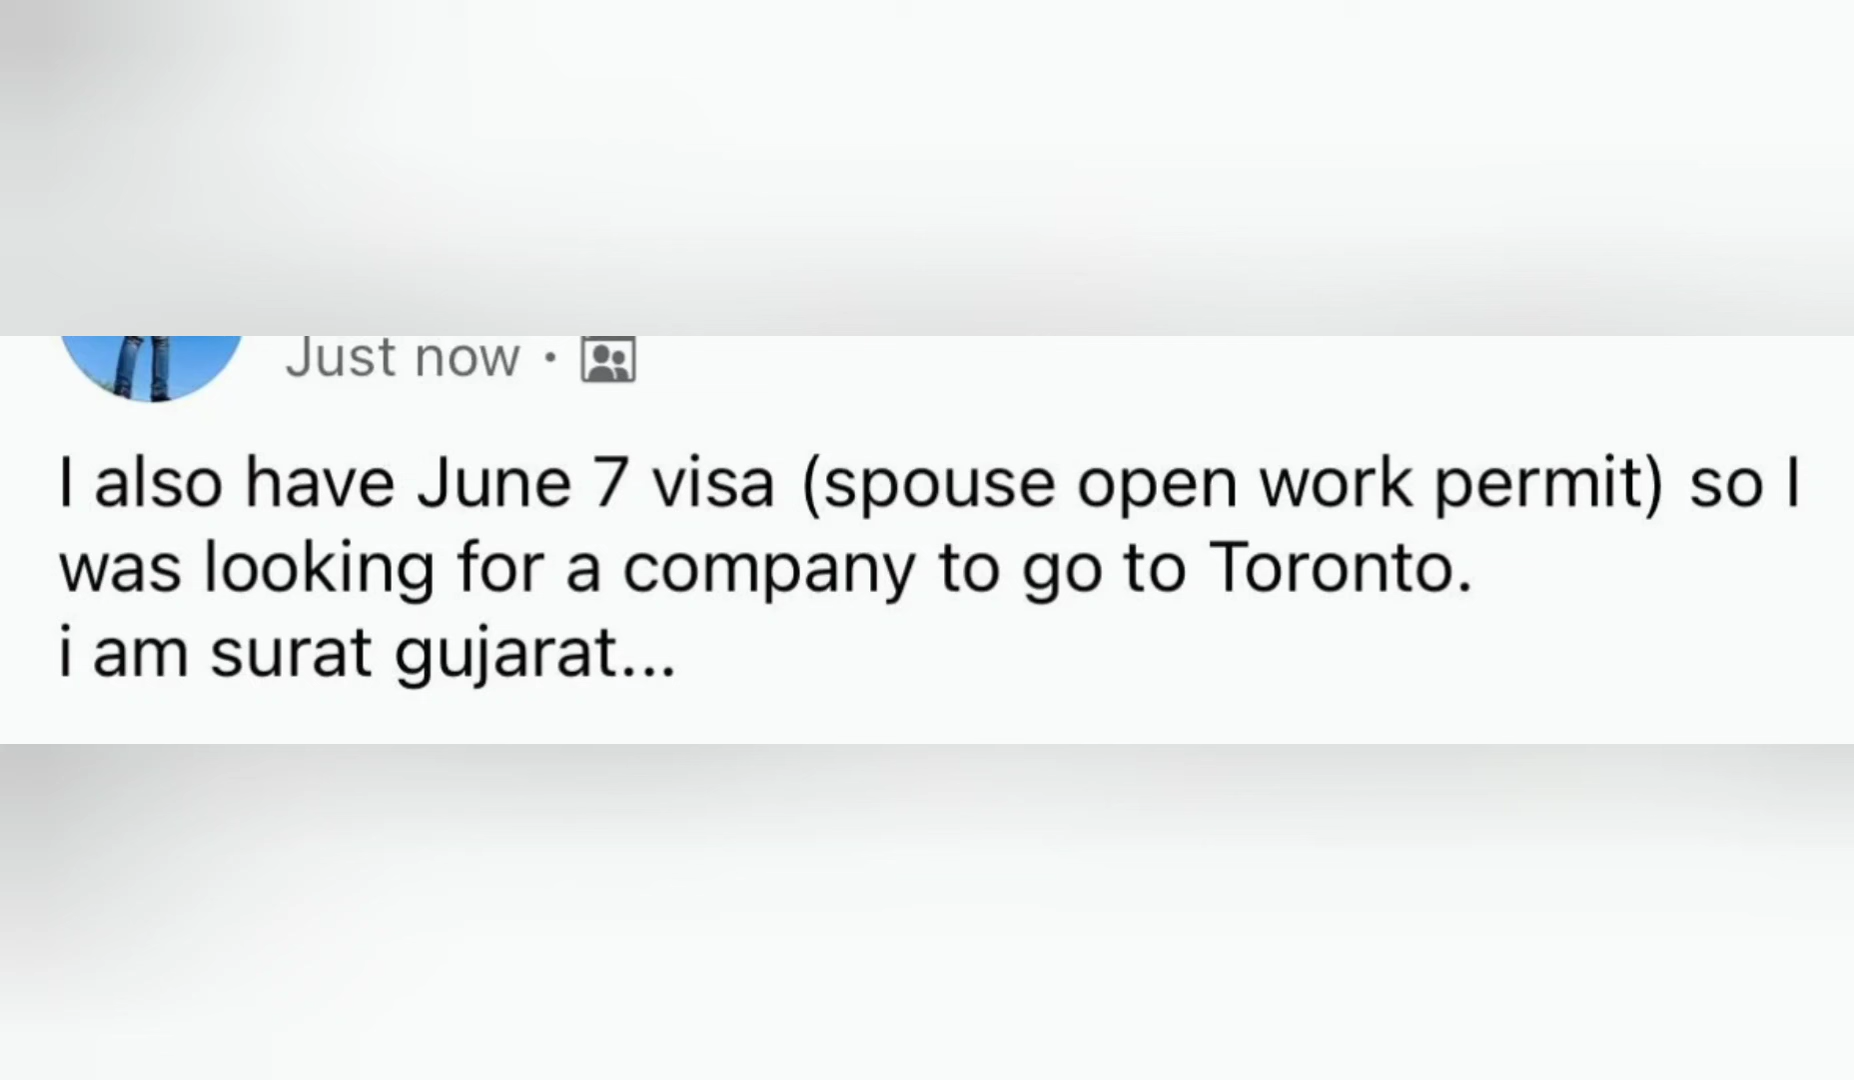 Just now ·
I also have June 7 visa (spouse open work permit) so I
was looking for a company to go to Toronto.
i am surat gujarat...